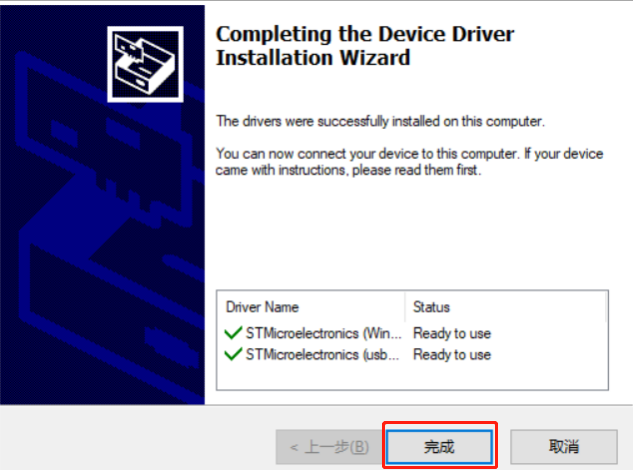 Completing the Device Driver
Installation Wizard
The drivers were successfully installed on this computer.
You can now connect your device to this computer. If your device
came with instructions, please read them first.
Driver Name Status
STMicroelectronics (Win... Ready to use
STMicroelectronics (usb... Ready to use
< 上一步(B) 完成 取消